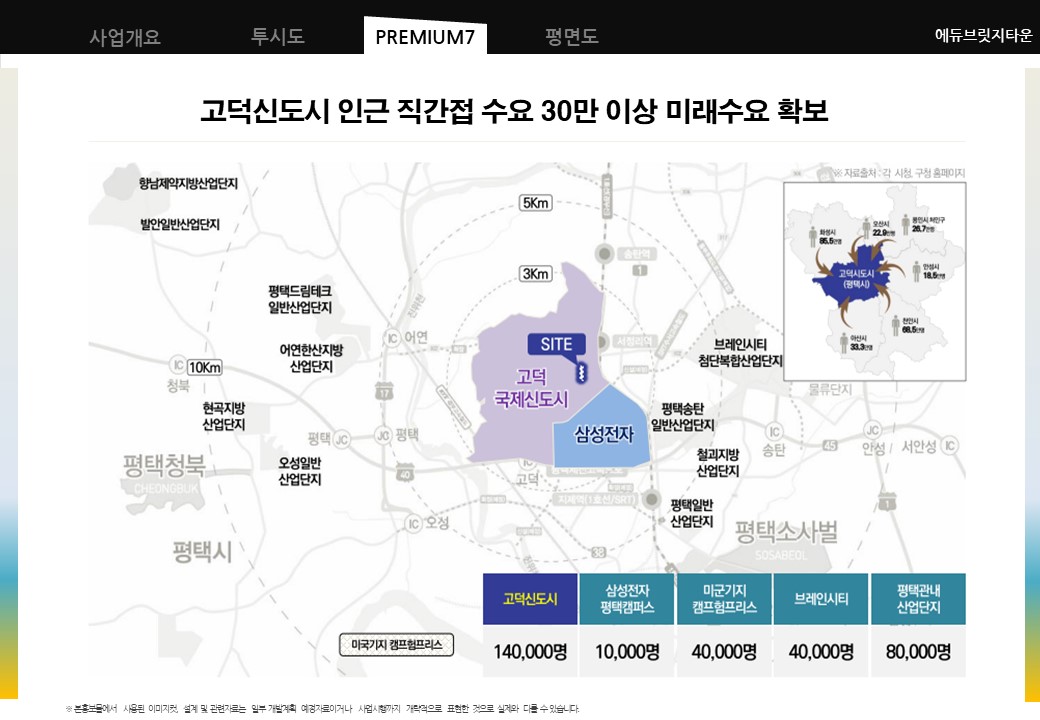 사업개요 투시도 PREMIUM7 평면도 에듀브릿지타운
고덕신도시 인근 직간접 수요 30만 이상 미래수요 확보
※ 자료출처 : 각 시청, 구청 홈페이지
향남제약지방산업단지
발안일반산업단지
5Km
송탄역
1
3Km
평택드림테크
일반산업단지
어연
IC
어연한산지방
산업단지
SITE
서정리역
브레인시티
첨단복합산업단지
IC
10Km
청북
17
고덕
국제신도시
물류단지
현곡지방
산업단지
삼성전자
평택송탄
일반산업단지
평택
JC
JC
평택
IC
송탄
45
JC
안성
서안성
IC
평택청북
CHEONGBUK
오성일반
산업단지
40
IC
고덕
철괴지방
산업단지
지제역(1호선/SRT)
평택일반
산업단지
1
IC
오성
평택소사벌
SOSABEOL
평택시
38
화성시
85.5만명
오산시
22.9만명
용인시 처인구
26.7만명
고덕시도시
(평택시)
안성시
18.5만명
천안시
68.5만명
아산시
33.3만명
고덕신도시
삼성전자
평택캠퍼스
미군기지
캠프험프리스
브레인시티
평택관내
산업단지
140,000명 10,000명 40,000명 40,000명 80,000명
미국기지 캠프험프리스
※ 본홍보물에서 사용된 이미지컷, 설계 및 관련자료는 일부 개발계획 예정자료이거나 사업시행까지 개략적으로 표현한 것으로 실제와 다를 수 있습니다.